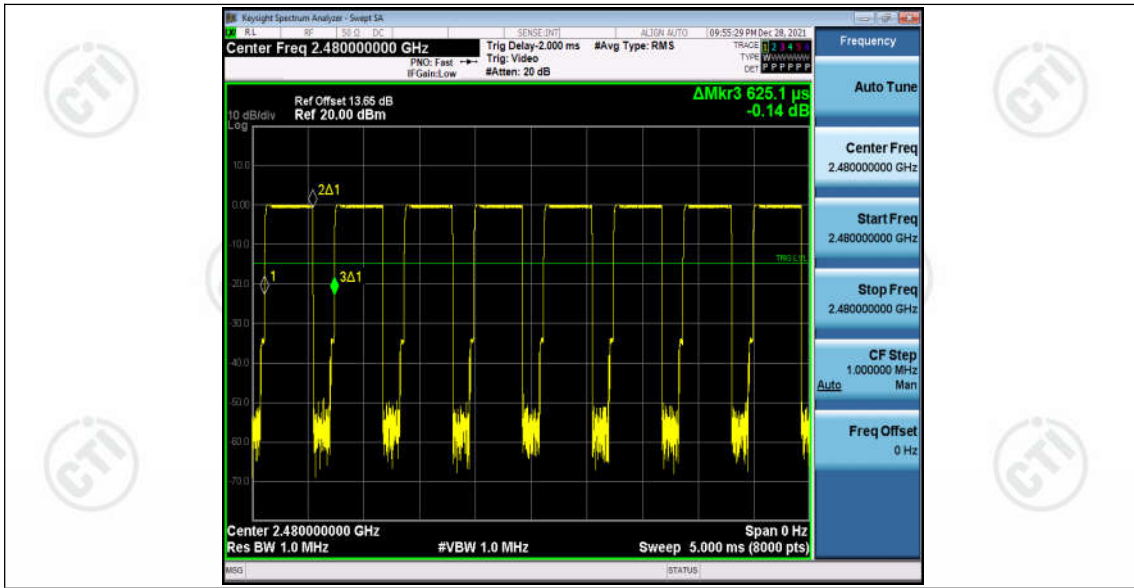 Keysight Spectrum Analyzer - Swept SA
RL RF 50 Ω DC SENSE:INT ALIGN AUTO 09:55:29 PM Dec 28, 2021
Center Freq 2.480000000 GHz
PNO: Fast
IFGain:Low
Trig Delay-2.000 ms
Trig: Video
#Atten: 20 dB
#Avg Type: RMS
TRACE 1 2 3 4 5 6
TYPE WWWWWW
DET P P P P P P
Frequency
ΔMkr3 625.1 µs
-0.14 dB
Ref Offset 13.65 dB
10 dB/div Ref 20.00 dBm
Log
10.0
0.00
-10.0
-20.0
-30.0
-40.0
-50.0
-60.0
-70.0
2Δ1
1
3Δ1
TRIG LVL
Center 2.480000000 GHz
Span 0 Hz
Res BW 1.0 MHz
#VBW 1.0 MHz
Sweep 5.000 ms (8000 pts)
MSG
STATUS
Auto Tune
Center Freq
2.480000000 GHz
Start Freq
2.480000000 GHz
Stop Freq
2.480000000 GHz
CF Step
1.000000 MHz
Auto Man
Freq Offset
0 Hz
CTI
CTI
CTI
CTI